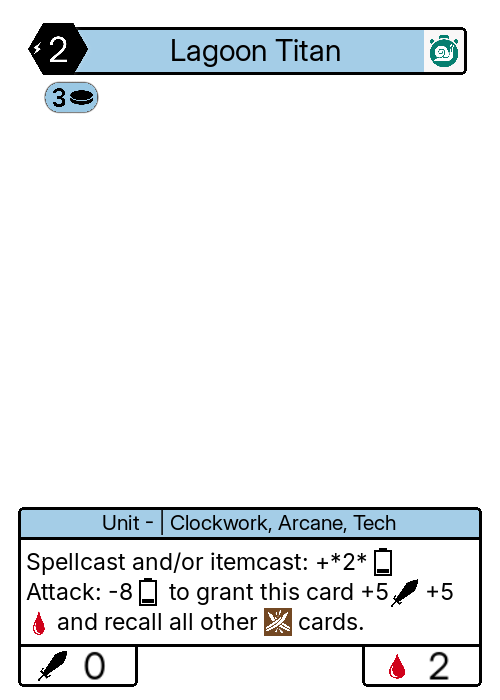 2
Lagoon Titan
3
Unit - | Clockwork, Arcane, Tech
Spellcast and/or itemcast: +*2*
Attack: -8 to grant this card +5 +5
and recall all other cards.
0
2